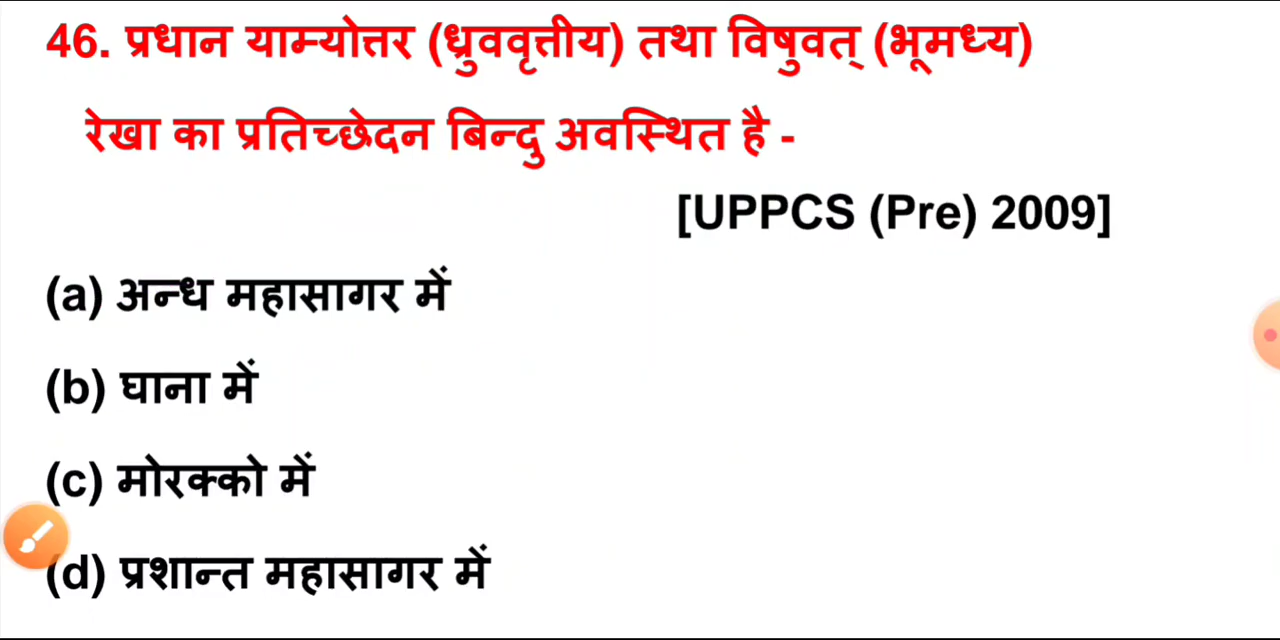 46. प्रधान याम्योत्तर (ध्रुववृत्तीय) तथा विषुवत् (भूमध्य)
रेखा का प्रतिच्छेदन बिन्दु अवस्थित है -
[UPPCS (Pre) 2009]
(a) अन्ध महासागर में
(b) घाना में
(c) मोरक्को में
(d) प्रशान्त महासागर में